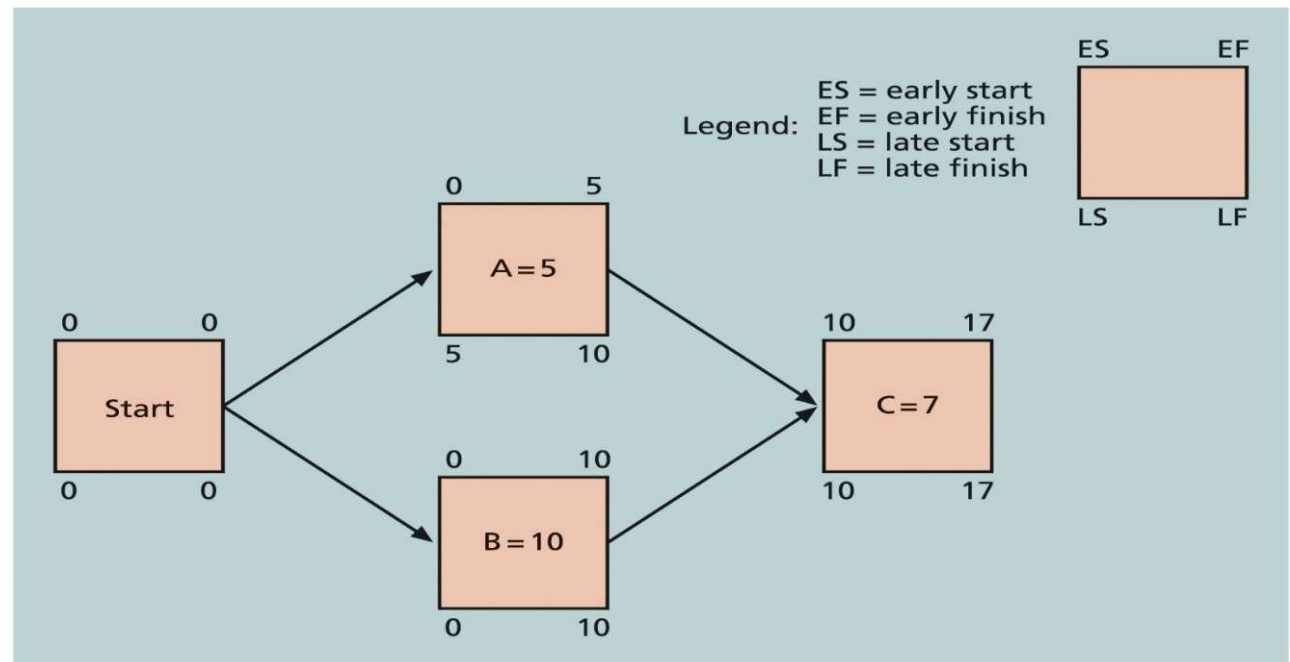 ES EF
Legend:
ES = early start
EF = early finish
LS = late start
LF = late finish
LS LF
0 5
A = 5
5 10
0 0
Start
0 0
10 17
C = 7
10 17
0 10
B = 10
0 10